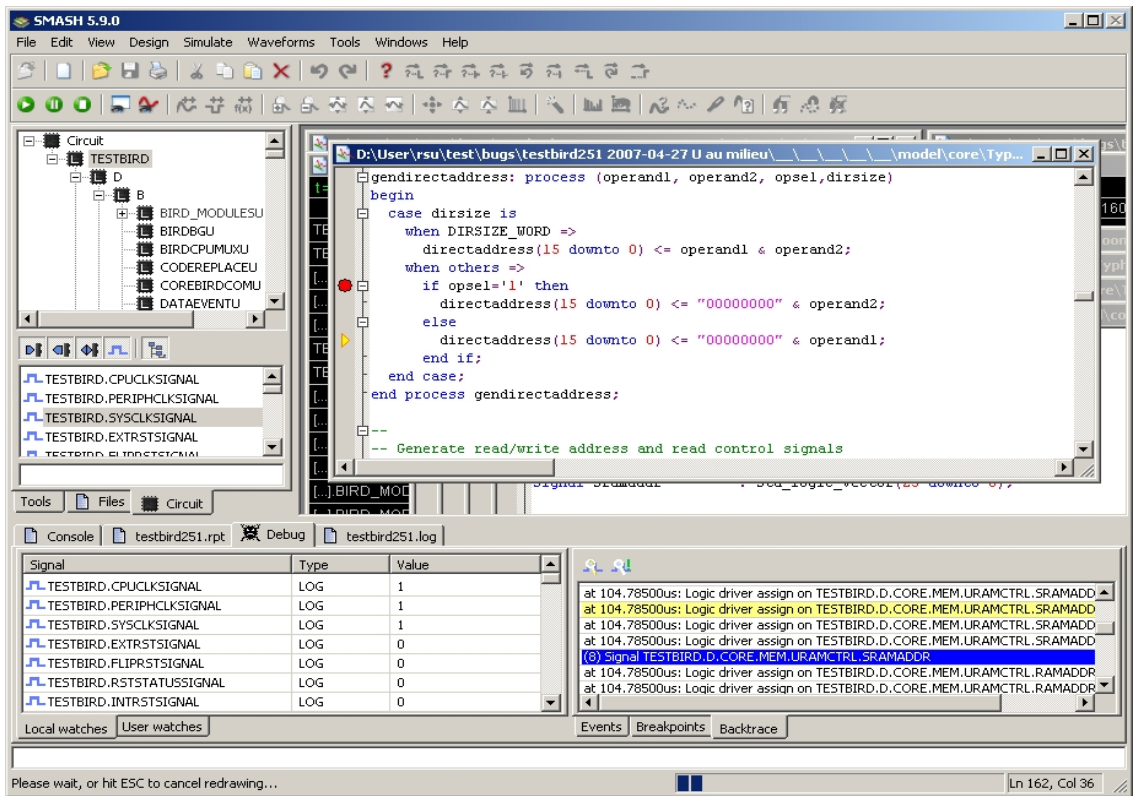 SMASH 5.9.0
File Edit View Design Simulate Waveforms Tools Windows Help
Circuit
TESTBIRD
D
B
BIRD_MODULESU
BIRDBGU
BIRDCPUMUXU
CODEREPLACEU
COREBIRDCOMU
DATAEVENTU
TESTBIRD.CPUCLKSIGNAL
TESTBIRD.PERIPHCLKSIGNAL
TESTBIRD.SYSCLKSIGNAL
TESTBIRD.EXTRSTSIGNAL
TESTBIRD.FLIPRSTSIGNAL
Tools Files Circuit
D:\User\rsu\test\bugs\testbird251 2007-04-27 U au milieu\__\__\__\__\__\model\core\Typ...
gendirectaddress: process (operand1, operand2, opsel,dirsize)
begin
case dirsize is
when DIRSIZE_WORD =>
directaddress(15 downto 0) <= operand1 & operand2;
when others =>
if opsel='1' then
directaddress(15 downto 0) <= "00000000" & operand2;
else
directaddress(15 downto 0) <= "00000000" & operand1;
end if;
end case;
end process gendirectaddress;
--
-- Generate read/write address and read control signals
[...].BIRD_MOD
Console testbird251.rpt Debug testbird251.log
Signal Type Value
TESTBIRD.CPUCLKSIGNAL LOG 1
TESTBIRD.PERIPHCLKSIGNAL LOG 1
TESTBIRD.SYSCLKSIGNAL LOG 1
TESTBIRD.EXTRSTSIGNAL LOG 0
TESTBIRD.FLIPRSTSIGNAL LOG 0
TESTBIRD.RSTSTATUSSIGNAL LOG 0
TESTBIRD.INTRSTSIGNAL LOG 0
Local watches User watches
at 104.78500us: Logic driver assign on TESTBIRD.D.CORE.MEM.URAMCTRL.SRAMADD
at 104.78500us: Logic driver assign on TESTBIRD.D.CORE.MEM.URAMCTRL.SRAMADD
at 104.78500us: Logic driver assign on TESTBIRD.D.CORE.MEM.URAMCTRL.SRAMADD
at 104.78500us: Logic driver assign on TESTBIRD.D.CORE.MEM.URAMCTRL.SRAMADD
(8) Signal TESTBIRD.D.CORE.MEM.URAMCTRL.SRAMADDR
at 104.78500us: Logic driver assign on TESTBIRD.D.CORE.MEM.URAMCTRL.RAMADDR
at 104.78500us: Logic driver assign on TESTBIRD.D.CORE.MEM.URAMCTRL.RAMADDR
Events Breakpoints Backtrace
Please wait, or hit ESC to cancel redrawing...
Ln 162, Col 36